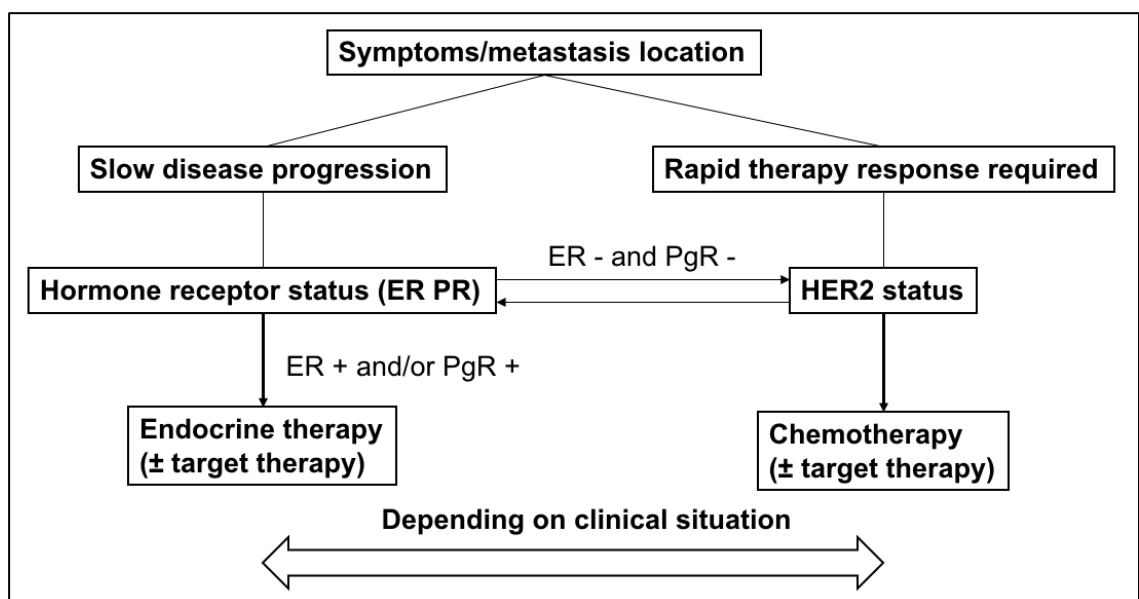 Symptoms/metastasis location
Slow disease progression
Rapid therapy response required
ER - and PgR -
Hormone receptor status (ER PR)
HER2 status
ER + and/or PgR +
Endocrine therapy
(± target therapy)
Chemotherapy
(± target therapy)
Depending on clinical situation